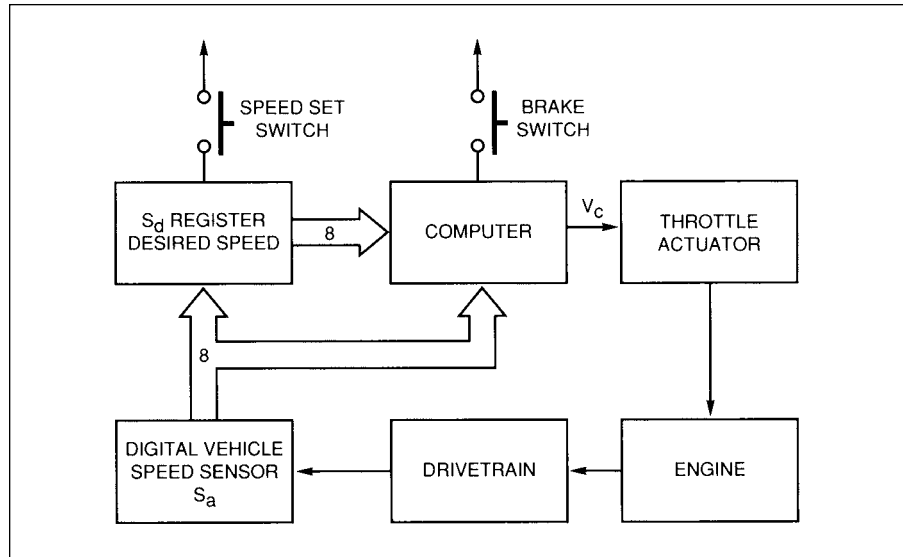 SPEED SET
SWITCH
BRAKE
SWITCH
Sd REGISTER
DESIRED SPEED
8
COMPUTER
VC
THROTTLE
ACTUATOR
8
DIGITAL VEHICLE
SPEED SENSOR
Sa
DRIVETRAIN
ENGINE